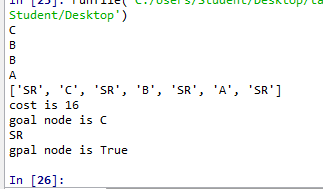 In [25]: runfile('C:/Users/Student/Desktop/ta
Student/Desktop')
C
B
B
A
['SR', 'C', 'SR', 'B', 'SR', 'A', 'SR']
cost is 16
goal node is C
SR
gpal node is True
In [26]: